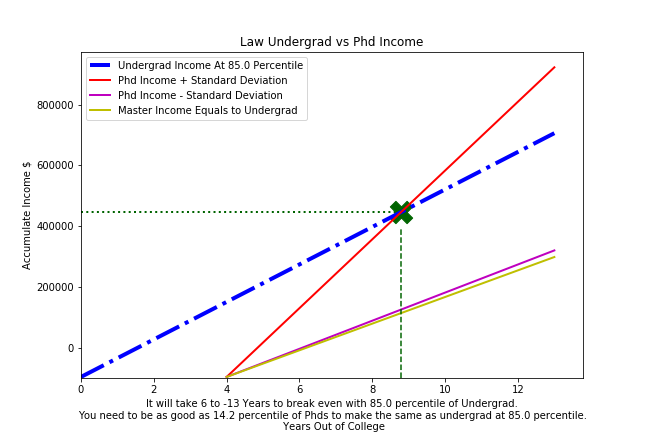 Law Undergrad vs Phd Income
Undergrad Income At 85.0 Percentile
Phd Income + Standard Deviation
Phd Income - Standard Deviation
Master Income Equals to Undergrad
Accumulate Income $
800000
600000
400000
200000
0
0 2 4 6 8 10 12
It will take 6 to -13 Years to break even with 85.0 percentile of Undergrad.
You need to be as good as 14.2 percentile of Phds to make the same as undergrad at 85.0 percentile.
Years Out of College